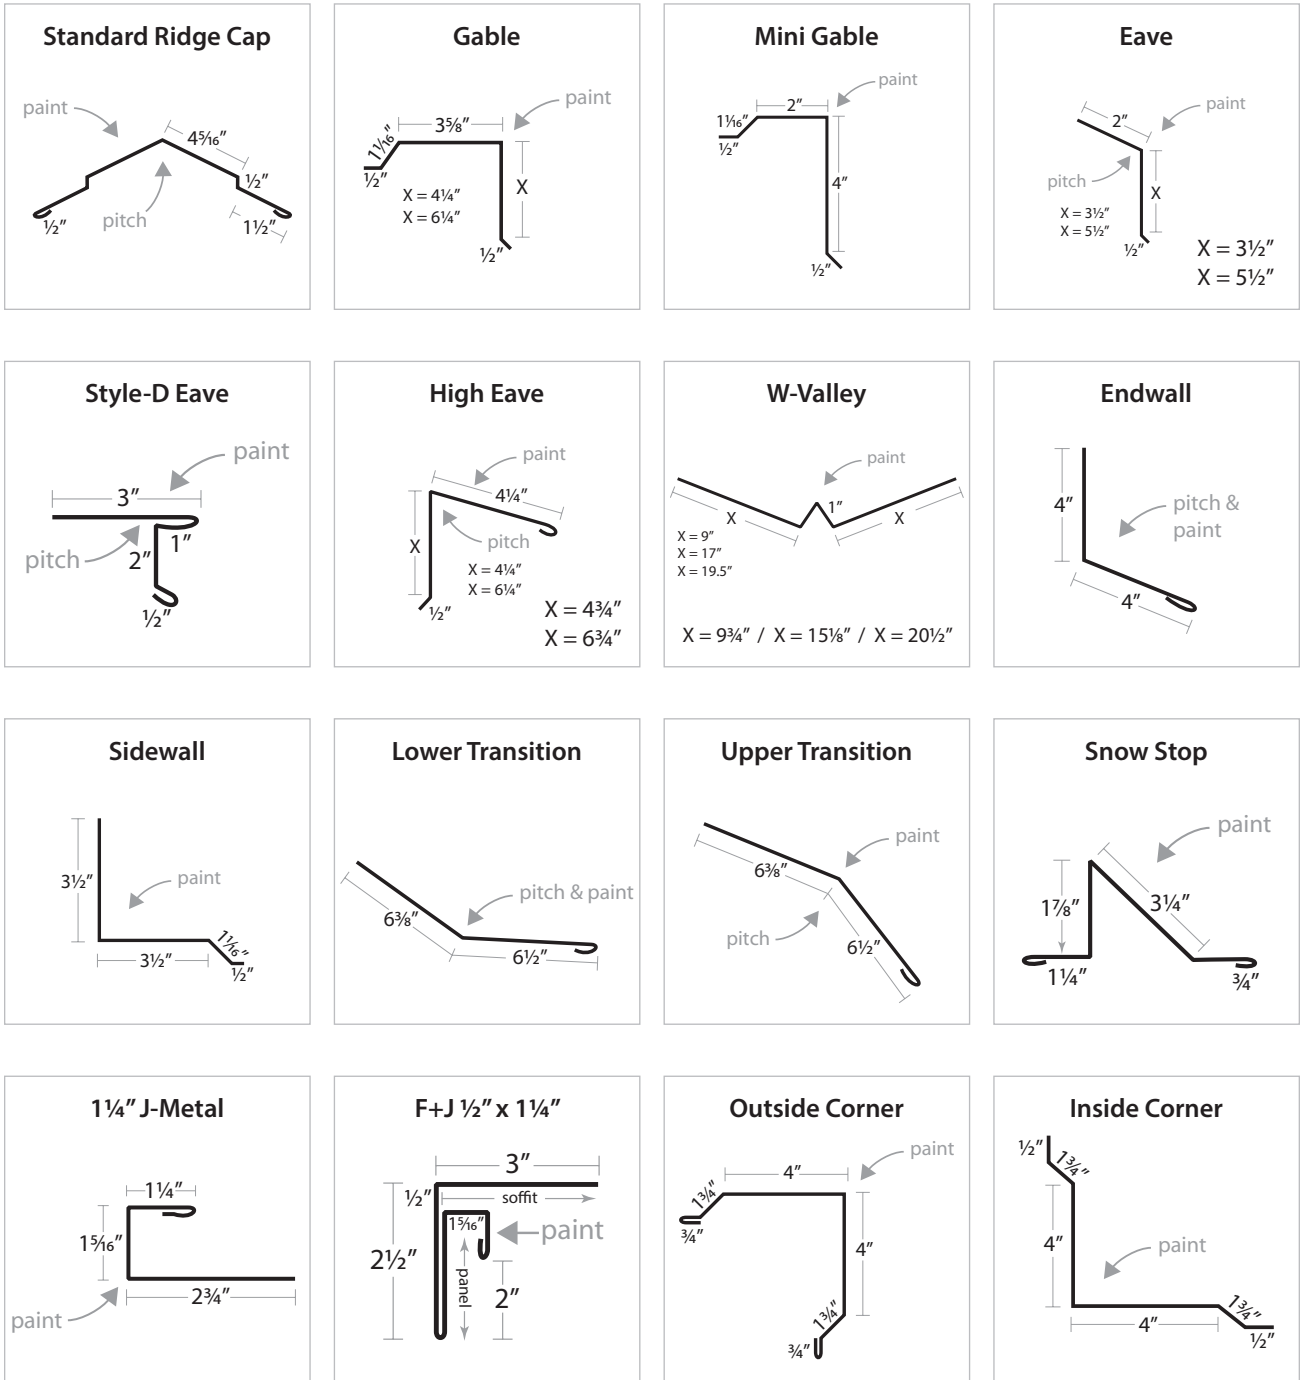 Standard Ridge Cap
paint
4⁵⁄₁₆″
½″
½″
pitch
1½″
Gable
paint
3⅝″
1¹⁄₁₆″
½″
X = 4¼″
X = 6¼″
X
½″
Mini Gable
paint
2″
1¹⁄₁₆″
½″
4″
½″
Eave
paint
2″
pitch
X
X = 3½″
X = 5½″
½″
X = 3½″
X = 5½″
Style-D Eave
paint
3″
pitch
2″
1″
½″
High Eave
paint
4¼″
X
pitch
X = 4¼″
X = 6¼″
½″
X = 4¾″
X = 6¾″
W-Valley
paint
1″
X
X
X = 9″
X = 17″
X = 19.5″
X = 9¾″ / X = 15⅛″ / X = 20½″
Endwall
4″
pitch &
paint
4″
Sidewall
3½″
paint
1¹⁄₁₆″
3½″
½″
Lower Transition
pitch & paint
6⅜″
6½″
Upper Transition
paint
6⅜″
pitch
6½″
Snow Stop
paint
1⅞″
3¼″
1¼″
¾″
1¼″ J-Metal
1¼″
1⁵⁄₁₆″
2¾″
paint
F+J ½″ x 1¼″
3″
½″
soffit
1⁵⁄₁₆″
paint
2½″
panel
2″
Outside Corner
paint
4″
1¾″
¾″
4″
1¾″
¾″
Inside Corner
½″
1¾″
4″
paint
1¾″
4″
½″